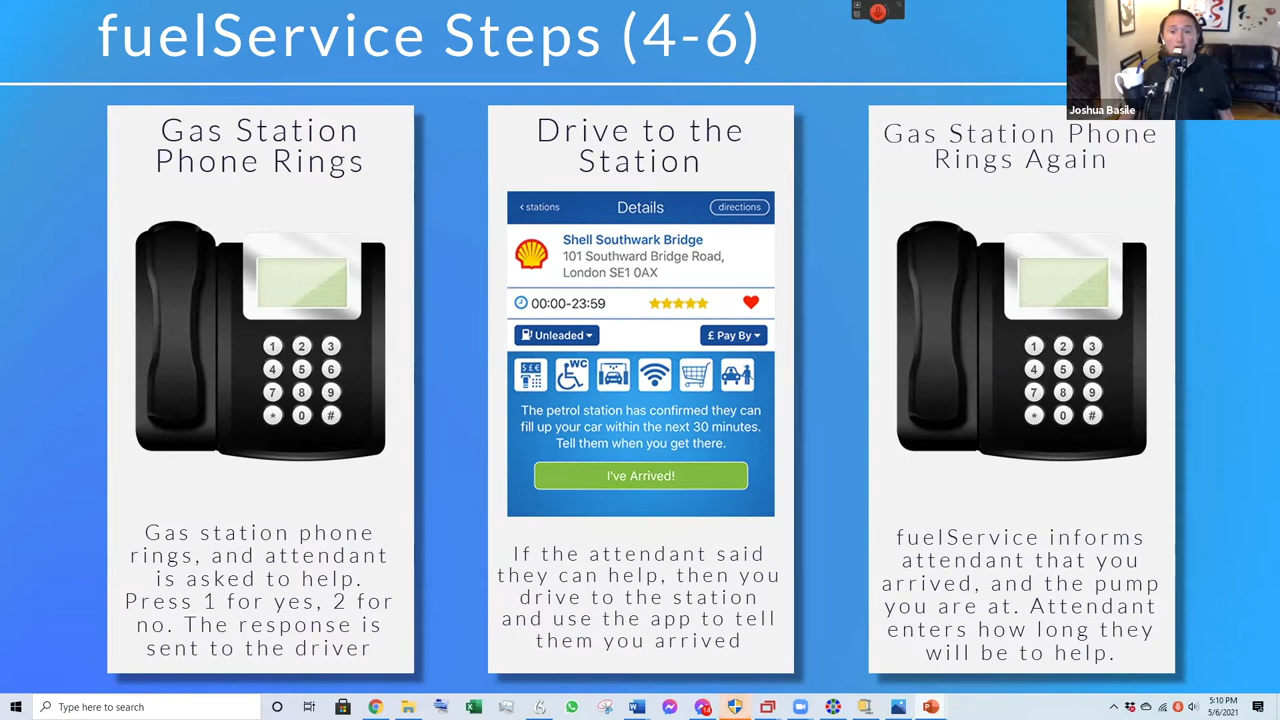 fuelService Steps (4-6)
Joshua Basile
Gas Station
Phone Rings
1 2 3
4 5 6
7 8 9
* 0 #
Gas station phone
rings, and attendant
is asked to help.
Press 1 for yes, 2 for
no. The response is
sent to the driver
Drive to the
Station
< stations
Details
directions
Shell Southwark Bridge
101 Southward Bridge Road,
London SE1 0AX
00:00-23:59
Unleaded
£ Pay By
$£€
WC
The petrol station has confirmed they can
fill up your car within the next 30 minutes.
Tell them when you get there.
I've Arrived!
If the attendant said
they can help, then you
drive to the station
and use the app to tell
them you arrived
Gas Station Phone
Rings Again
1 2 3
4 5 6
7 8 9
* 0 #
fuelService informs
attendant that you
arrived, and the pump
you are at. Attendant
enters how long they
will be to help.
Type here to search
14
5:10 PM
5/6/2021